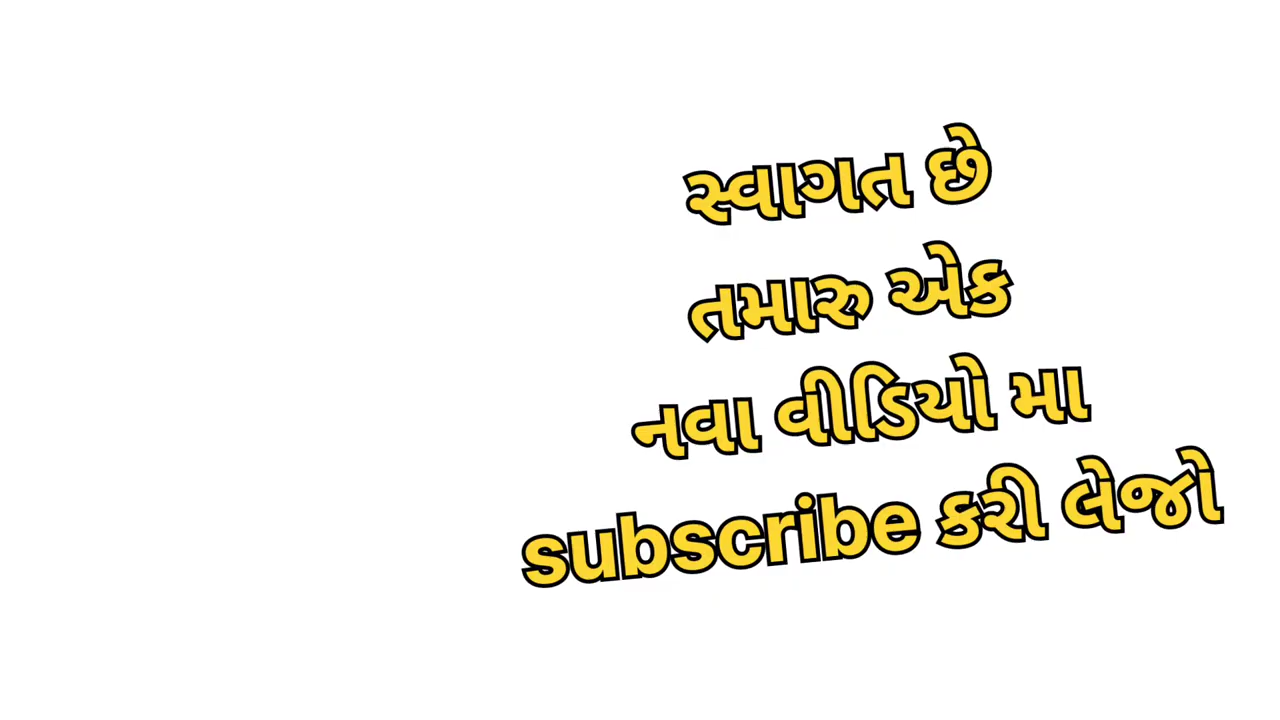 સ્વાગત છે
તમારુ એક
નવા વીડિયો મા
subscribe કરી લેજો